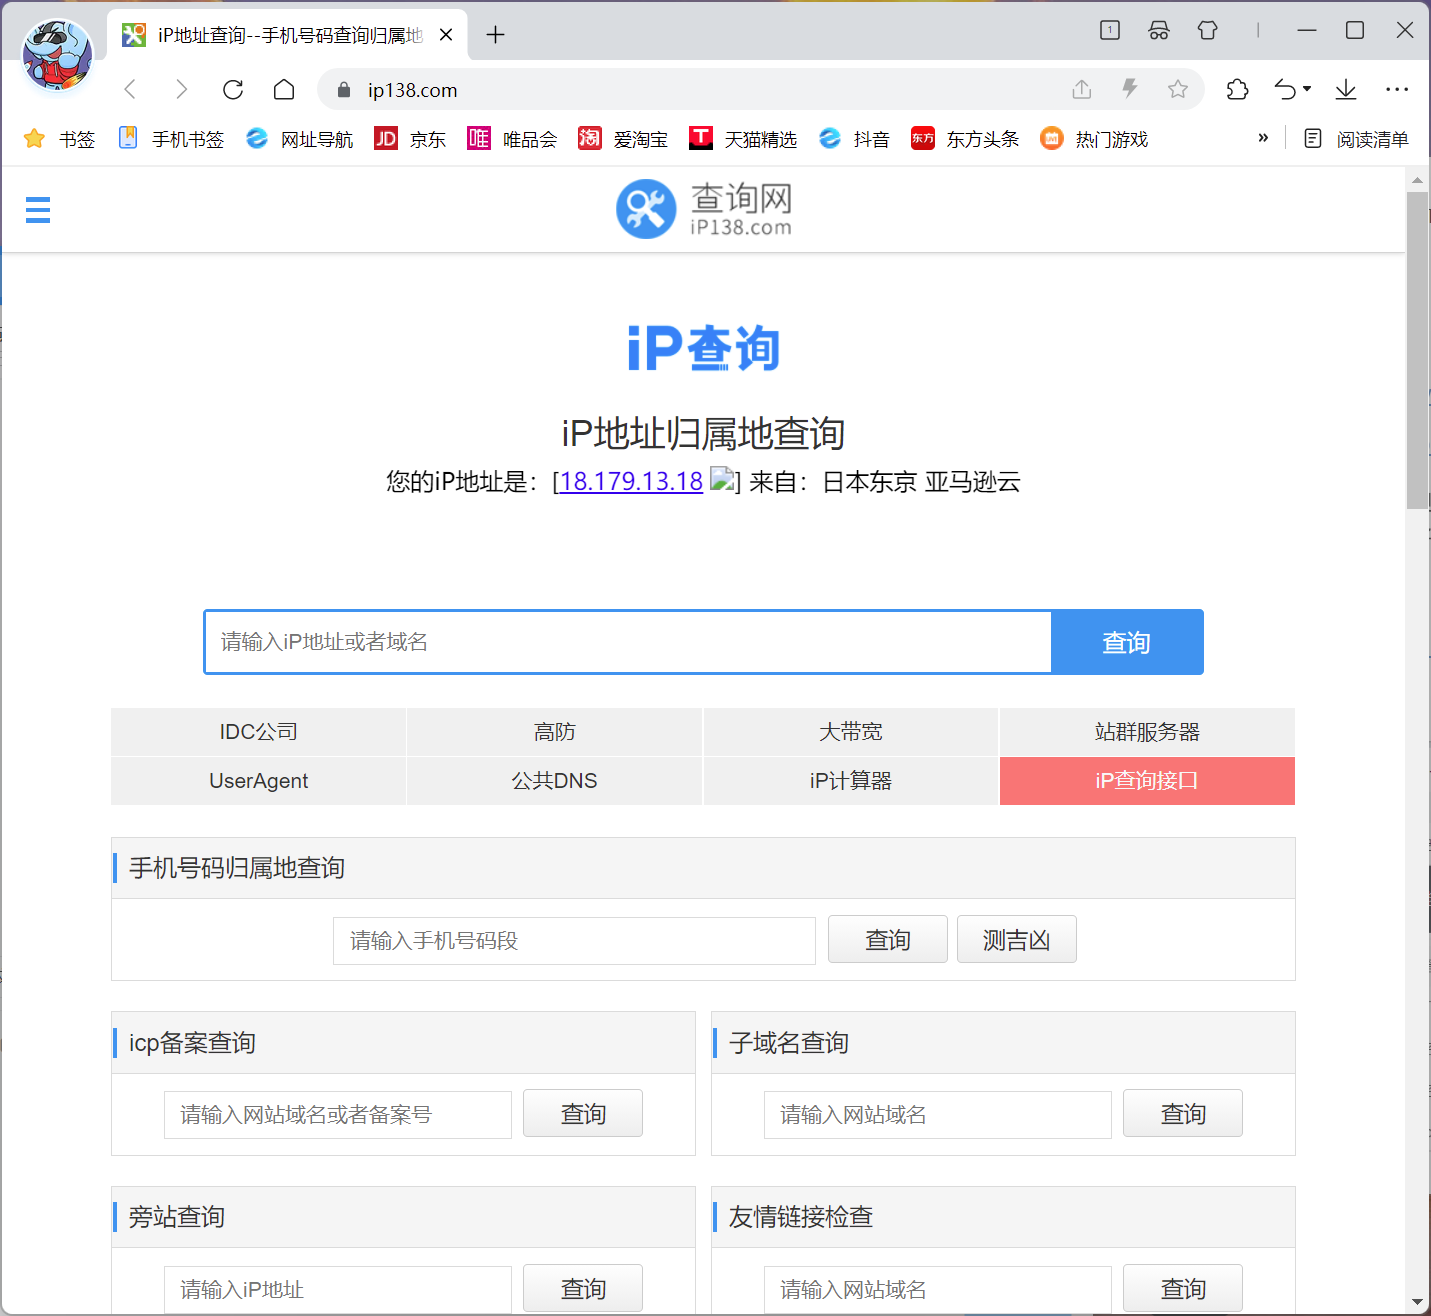 iP地址查询--手机号码查询归属地
1
ip138.com
书签 手机书签 网址导航 JD 京东 唯 唯品会 淘 爱淘宝 T 天猫精选 抖音 东方 东方头条 热门游戏 » 阅读清单
查询网
iP138.com
iP查询
iP地址归属地查询
您的iP地址是：[18.179.13.18 ] 来自：日本东京 亚马逊云
请输入iP地址或者域名 查询
IDC公司 高防 大带宽 站群服务器
UserAgent 公共DNS iP计算器 iP查询接口
手机号码归属地查询
请输入手机号码段 查询 测吉凶
icp备案查询 子域名查询
请输入网站域名或者备案号 查询 请输入网站域名 查询
旁站查询 友情链接检查
请输入iP地址 查询 请输入网站域名 查询